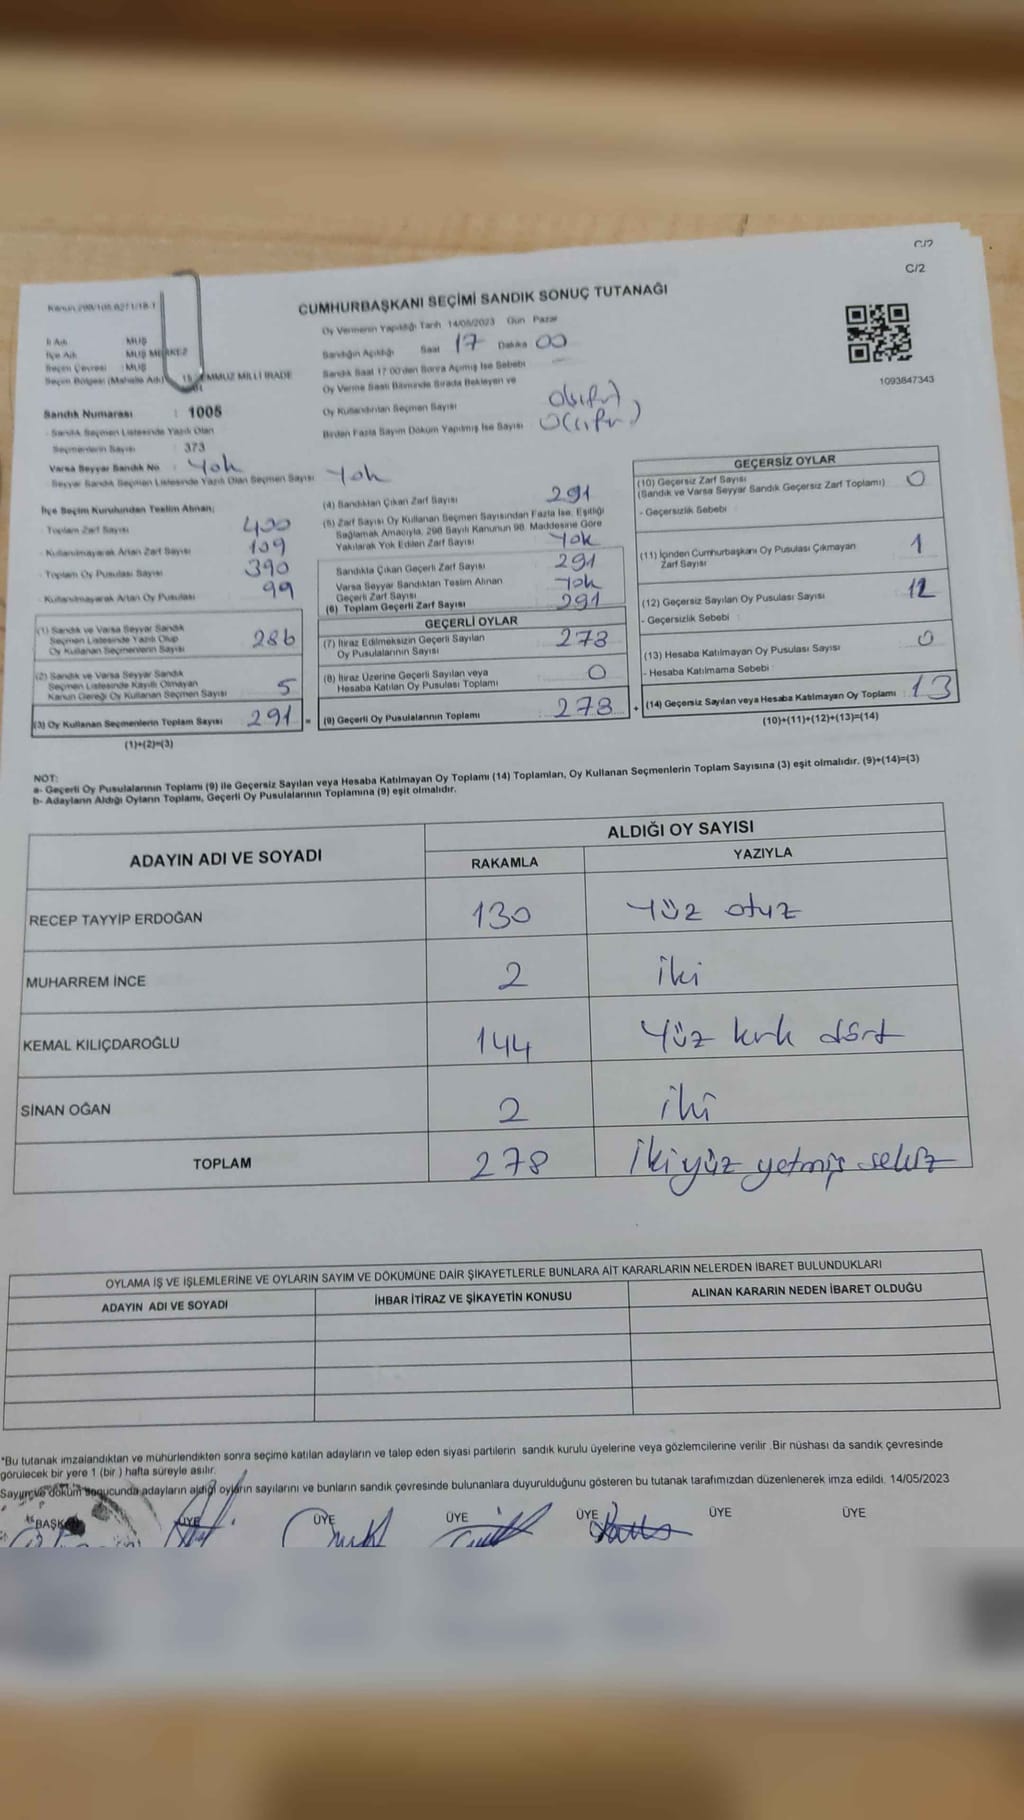 C/2
C/2
CUMHURBAŞKANI SEÇİMİ SANDIK SONUÇ TUTANAĞI
Oy Vermenin Yapıldığı Tarih 14/05/2023 Gün Pazar
Sandığın Açıldığı Saat 17 Dakika 00
Sandık Saat 17:00'den Sonra Açılmış İse Sebebi
Oy Verme Saati Bitiminde Sırada Bekleyen ve
Oy Kullandırılan Seçmen Sayısı 0(sıfır)
Birden Fazla Sayım Döküm Yapılmış İse Sayısı 0(sıfır)
1093847343
İl Adı MUŞ
İlçe Adı MUŞ MERKEZ
Seçim Çevresi : MUŞ
Seçim Bölgesi (Mahalle Adı) : 15 TEMMUZ MİLLİ İRADE
Sandık Numarası : 1005
- Sandık Seçmen Listesinde Yazılı Olan
Seçmenlerin Sayısı : 373
Varsa Seyyar Sandık No : Yok
Seyyar Sandık Seçmen Listesinde Yazılı Olan Seçmen Sayısı : Yok
İlçe Seçim Kurulundan Teslim Alınan;
- Toplam Zarf Sayısı 400
- Kullanılmayarak Artan Zarf Sayısı 109
- Toplam Oy Pusulası Sayısı 390
- Kullanılmayarak Artan Oy Pusulası 99
(1) Sandık ve Varsa Seyyar Sandık
Seçmen Listesinde Yazılı Olup
Oy Kullanan Seçmenlerin Sayısı 286
(2) Sandık ve Varsa Seyyar Sandık
Seçmen Listesinde Kayıtlı Olmayan
Kanun Gereği Oy Kullanan Seçmen Sayısı 5
(3) Oy Kullanan Seçmenlerin Toplam Sayısı 291 =
(1)+(2)=(3)
(4) Sandıktan Çıkan Zarf Sayısı 291
(5) Zarf Sayısı Oy Kullanan Seçmen Sayısından Fazla İse, Eşitliği
Sağlamak Amacıyla, 298 Sayılı Kanunun 98. Maddesine Göre
Yakılarak Yok Edilen Zarf Sayısı Yok
Sandıkta Çıkan Geçerli Zarf Sayısı 291
Varsa Seyyar Sandıktan Teslim Alınan
Geçerli Zarf Sayısı Yok
(6) Toplam Geçerli Zarf Sayısı 291
GEÇERLİ OYLAR
(7) İtiraz Edilmeksizin Geçerli Sayılan
Oy Pusulalarının Sayısı 278
(8) İtiraz Üzerine Geçerli Sayılan veya
Hesaba Katılan Oy Pusulası Toplamı 0
(9) Geçerli Oy Pusulalarının Toplamı 278 +
GEÇERSİZ OYLAR
(10) Geçersiz Zarf Sayısı
(Sandık ve Varsa Seyyar Sandık Geçersiz Zarf Toplamı) 0
- Geçersizlik Sebebi :
(11) İçinden Cumhurbaşkanı Oy Pusulası Çıkmayan
Zarf Sayısı 1
(12) Geçersiz Sayılan Oy Pusulası Sayısı 12
- Geçersizlik Sebebi :
(13) Hesaba Katılmayan Oy Pusulası Sayısı 0
- Hesaba Katılmama Sebebi :
(14) Geçersiz Sayılan veya Hesaba Katılmayan Oy Toplamı 13
(10)+(11)+(12)+(13)=(14)
NOT:
a- Geçerli Oy Pusulalarının Toplamı (9) ile Geçersiz Sayılan veya Hesaba Katılmayan Oy Toplamı (14) Toplamları, Oy Kullanan Seçmenlerin Toplam Sayısına (3) eşit olmalıdır. (9)+(14)=(3)
b- Adayların Aldığı Oyların Toplamı, Geçerli Oy Pusulalarının Toplamına (9) eşit olmalıdır.
ADAYIN ADI VE SOYADI ALDIĞI OY SAYISI
RAKAMLA YAZIYLA
RECEP TAYYİP ERDOĞAN 130 Yüz otuz
MUHARREM İNCE 2 iki
KEMAL KILIÇDAROĞLU 144 Yüz kırk dört
SİNAN OĞAN 2 iki
TOPLAM 278 İkiyüz yetmiş sekiz
OYLAMA İŞ VE İŞLEMLERİNE VE OYLARIN SAYIM VE DÖKÜMÜNE DAİR ŞİKAYETLERLE BUNLARA AİT KARARLARIN NELERDEN İBARET BULUNDUKLARI
ADAYIN ADI VE SOYADI İHBAR İTİRAZ VE ŞİKAYETİN KONUSU ALINAN KARARIN NEDEN İBARET OLDUĞU
*Bu tutanak imzalandıktan ve mühürlendikten sonra seçime katılan adayların ve talep eden siyasi partilerin sandık kurulu üyelerine veya gözlemcilerine verilir .Bir nüshası da sandık çevresinde
görülecek bir yere 1 (bir ) hafta süreyle asılır.
Sayım ve döküm sonucunda adayların aldığı oyların sayılarını ve bunların sandık çevresinde bulunanlara duyurulduğunu gösteren bu tutanak tarafımızdan düzenlenerek imza edildi. 14/05/2023
BAŞKAN ÜYE ÜYE ÜYE ÜYE ÜYE ÜYE